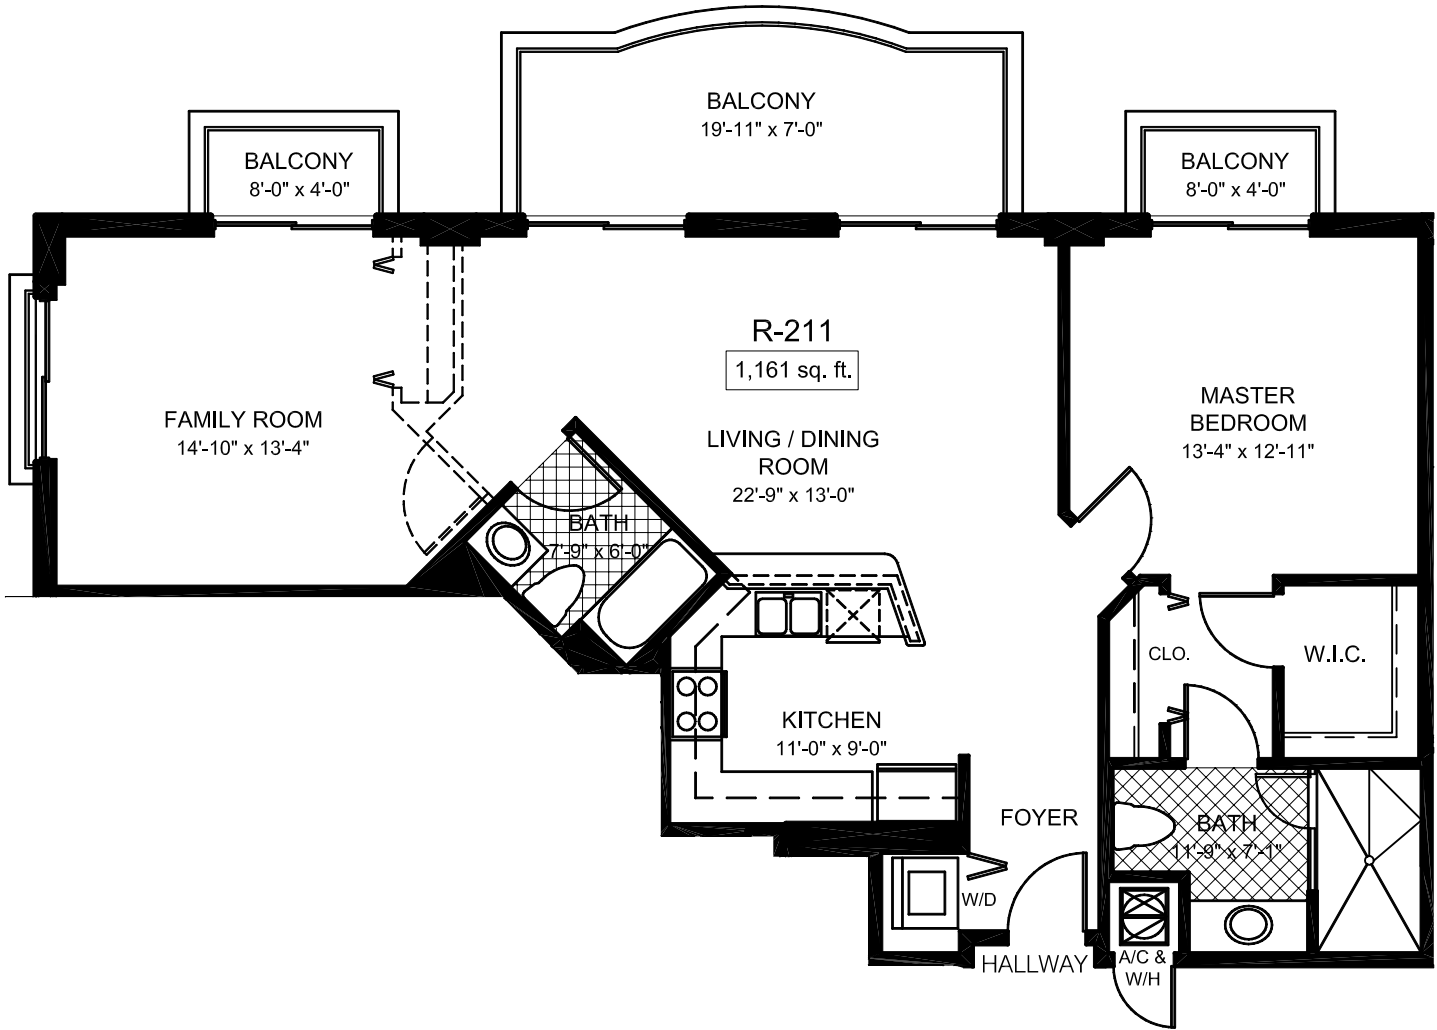 BALCONY
19'-11" x 7'-0"
BALCONY
8'-0" x 4'-0"
BALCONY
8'-0" x 4'-0"
R-211
1,161 sq. ft.
FAMILY ROOM
14'-10" x 13'-4"
LIVING / DINING
ROOM
22'-9" x 13'-0"
MASTER
BEDROOM
13'-4" x 12'-11"
BATH
7'-9" x 6'-0"
CLO.
W.I.C.
KITCHEN
11'-0" x 9'-0"
FOYER
BATH
11'-9" x 7'-1"
W/D
HALLWAY
A/C &
W/H